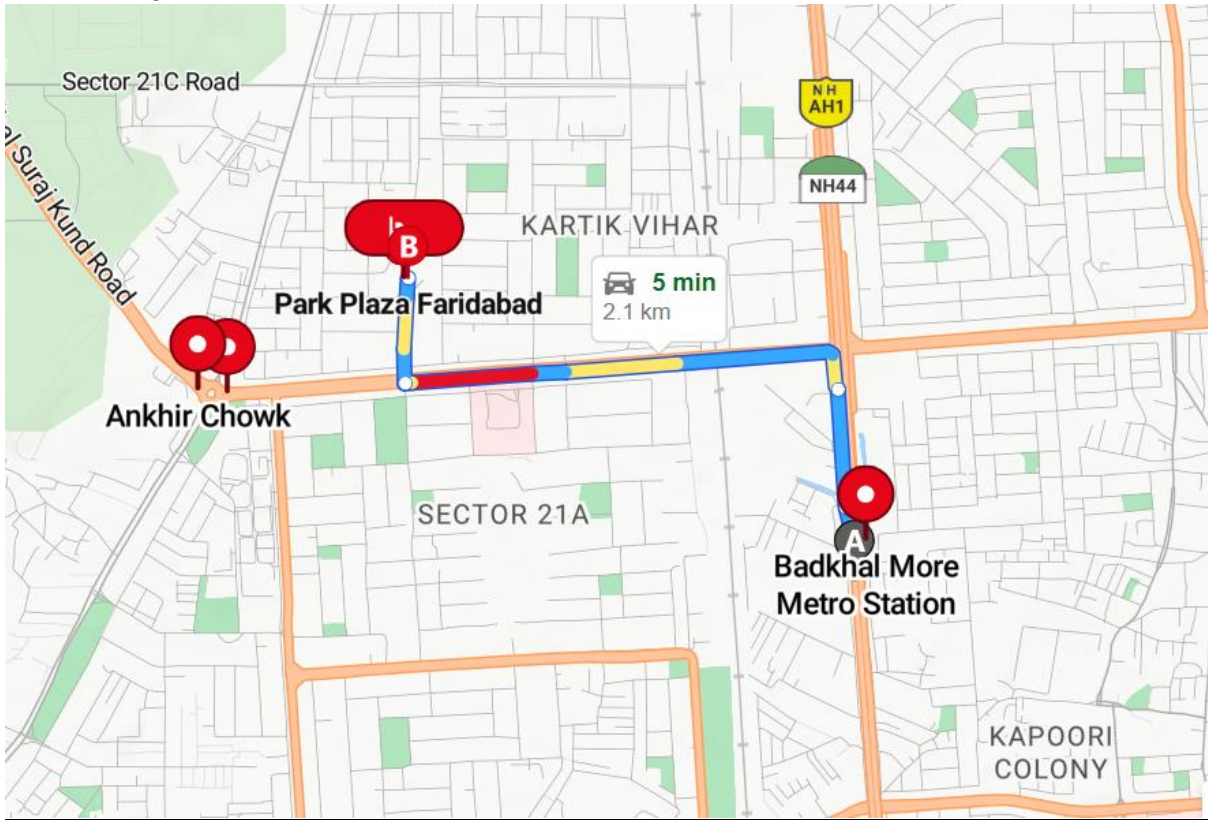 Sector 21C Road
N H
AH1
NH44
al Suraj Kund Road
KARTIK VIHAR
B
Park Plaza Faridabad
5 min
2.1 km
Ankhir Chowk
SECTOR 21A
A
Badkhal More
Metro Station
KAPOORI
COLONY